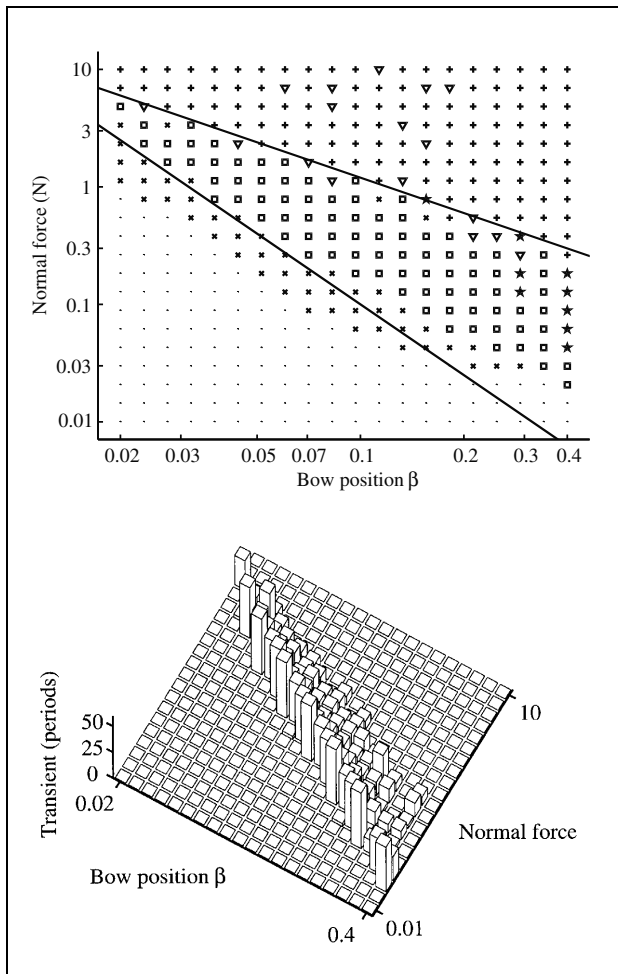 10
3
1
0.3
0.1
0.03
0.01
Normal force (N)
0.02 0.03 0.05 0.07 0.1 0.2 0.3 0.4
Bow position β
Transient (periods)
50
25
0
0.02
10
Normal force
Bow position β
0.4
0.01